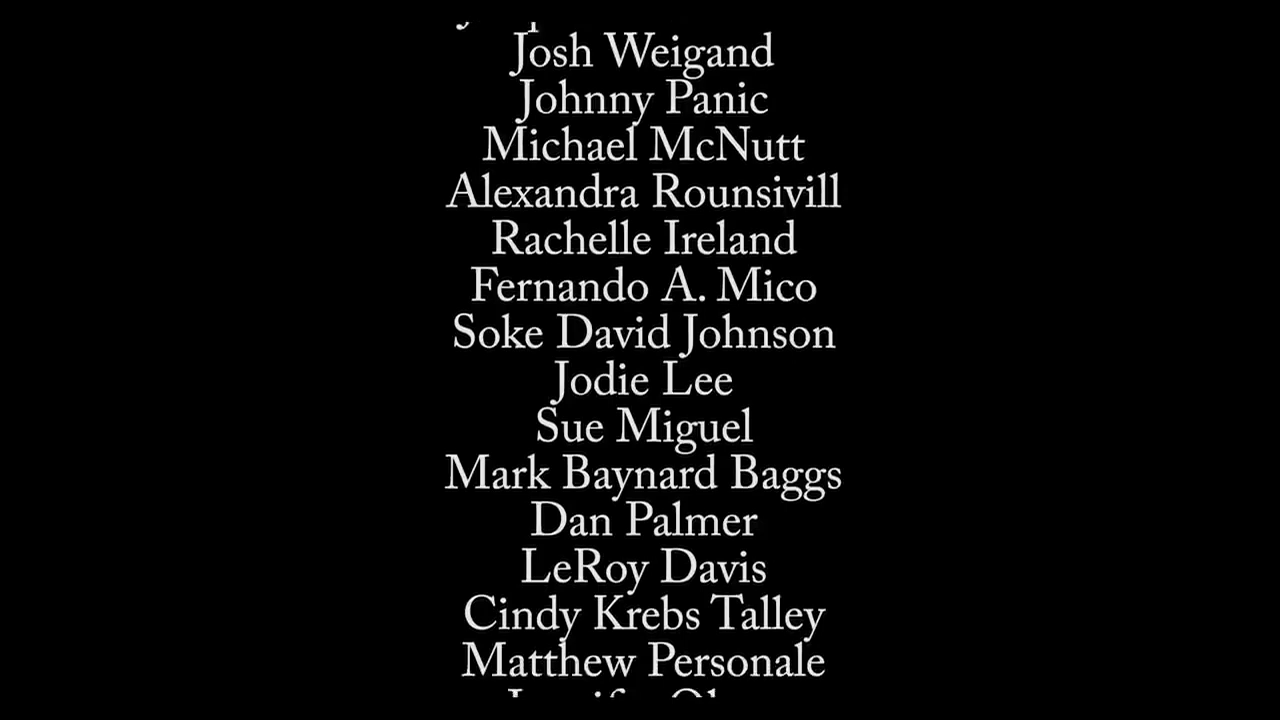 Josh Weigand
Johnny Panic
Michael McNutt
Alexandra Rounsivill
Rachelle Ireland
Fernando A. Mico
Soke David Johnson
Jodie Lee
Sue Miguel
Mark Baynard Baggs
Dan Palmer
LeRoy Davis
Cindy Krebs Talley
Matthew Personale